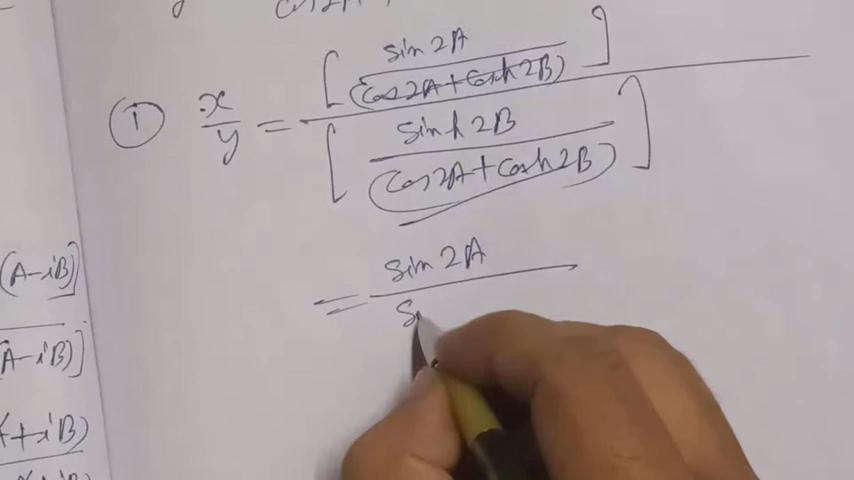 ① x/y = [ sin 2A / (cos 2A + cosh 2B) ] / [ sinh 2B / (cos 2A + cosh 2B) ]
= sin 2A / S
(A-iB)]
A-iB)]
+iB)